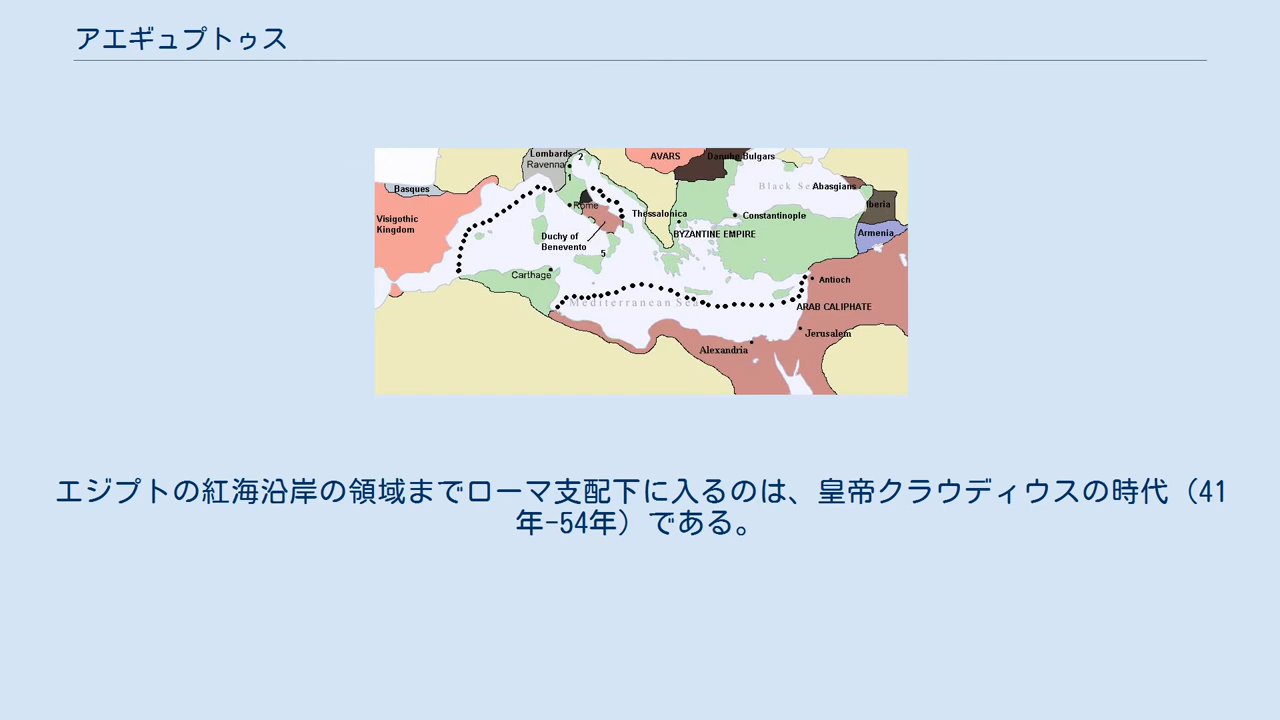 アエギュプトゥス
Lombards
2
AVARS
Danube Bulgars
Ravenna
1
Basques
Black Se
Abasgians
Iberia
Rome
Visigothic
Kingdom
Thessalonica
Constantinople
Duchy of
Benevento
BYZANTINE EMPIRE
Armenia
5
Carthage
Antioch
Mediterranean Sea
ARAB CALIPHATE
Jerusalem
Alexandria
エジプトの紅海沿岸の領域までローマ支配下に入るのは、皇帝クラウディウスの時代（41
年-54年）である。